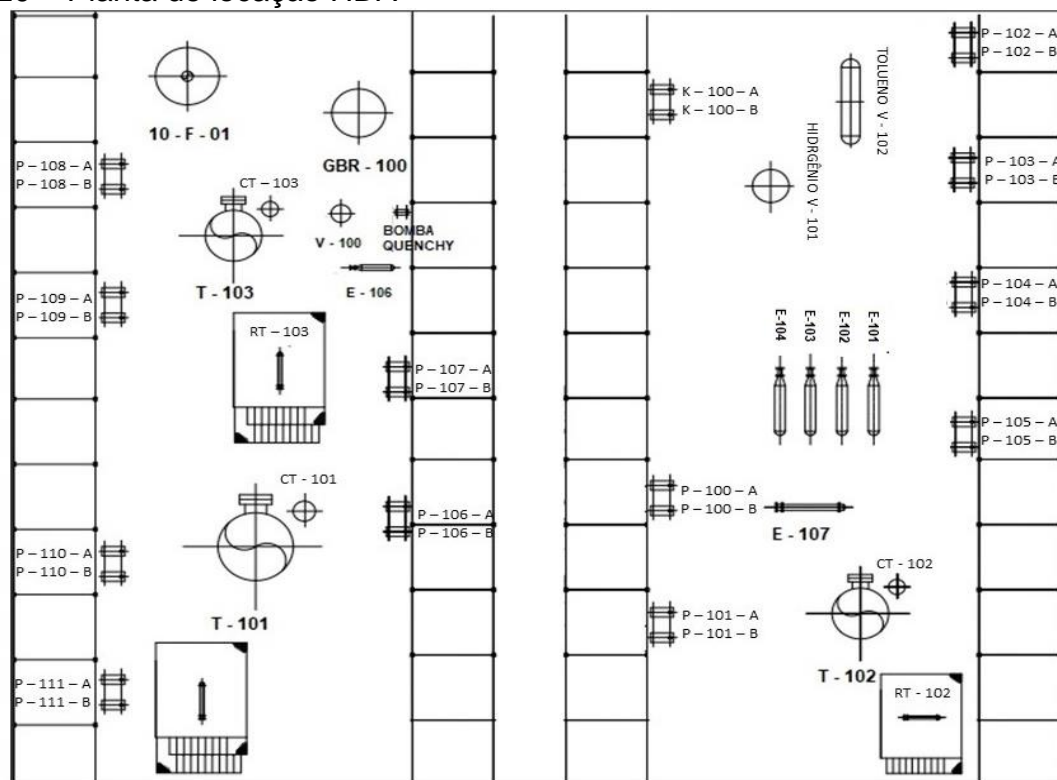 P – 102 – A
P – 102 – B
TOLUENO V - 102
K – 100 – A
K – 100 – B
10 - F - 01
HIDRGÊNIO V - 101
GBR - 100
P – 108 – A
P – 108 – B
P – 103 – A
P – 103 – B
CT – 103
V - 100
BOMBA
QUENCHY
E - 106
T - 103
P – 109 – A
P – 109 – B
P – 104 – A
P – 104 – B
RT – 103
E-104
E-103
E-102
E-101
P – 107 – A
P – 107 – B
P – 105 – A
P – 105 – B
CT - 101
P – 100 – A
P – 100 – B
P – 106 – A
P – 106 – B
E - 107
P – 110 – A
P – 110 – B
CT - 102
T - 101
P – 101 – A
P – 101 – B
T - 102
P – 111 – A
P – 111 – B
RT - 102